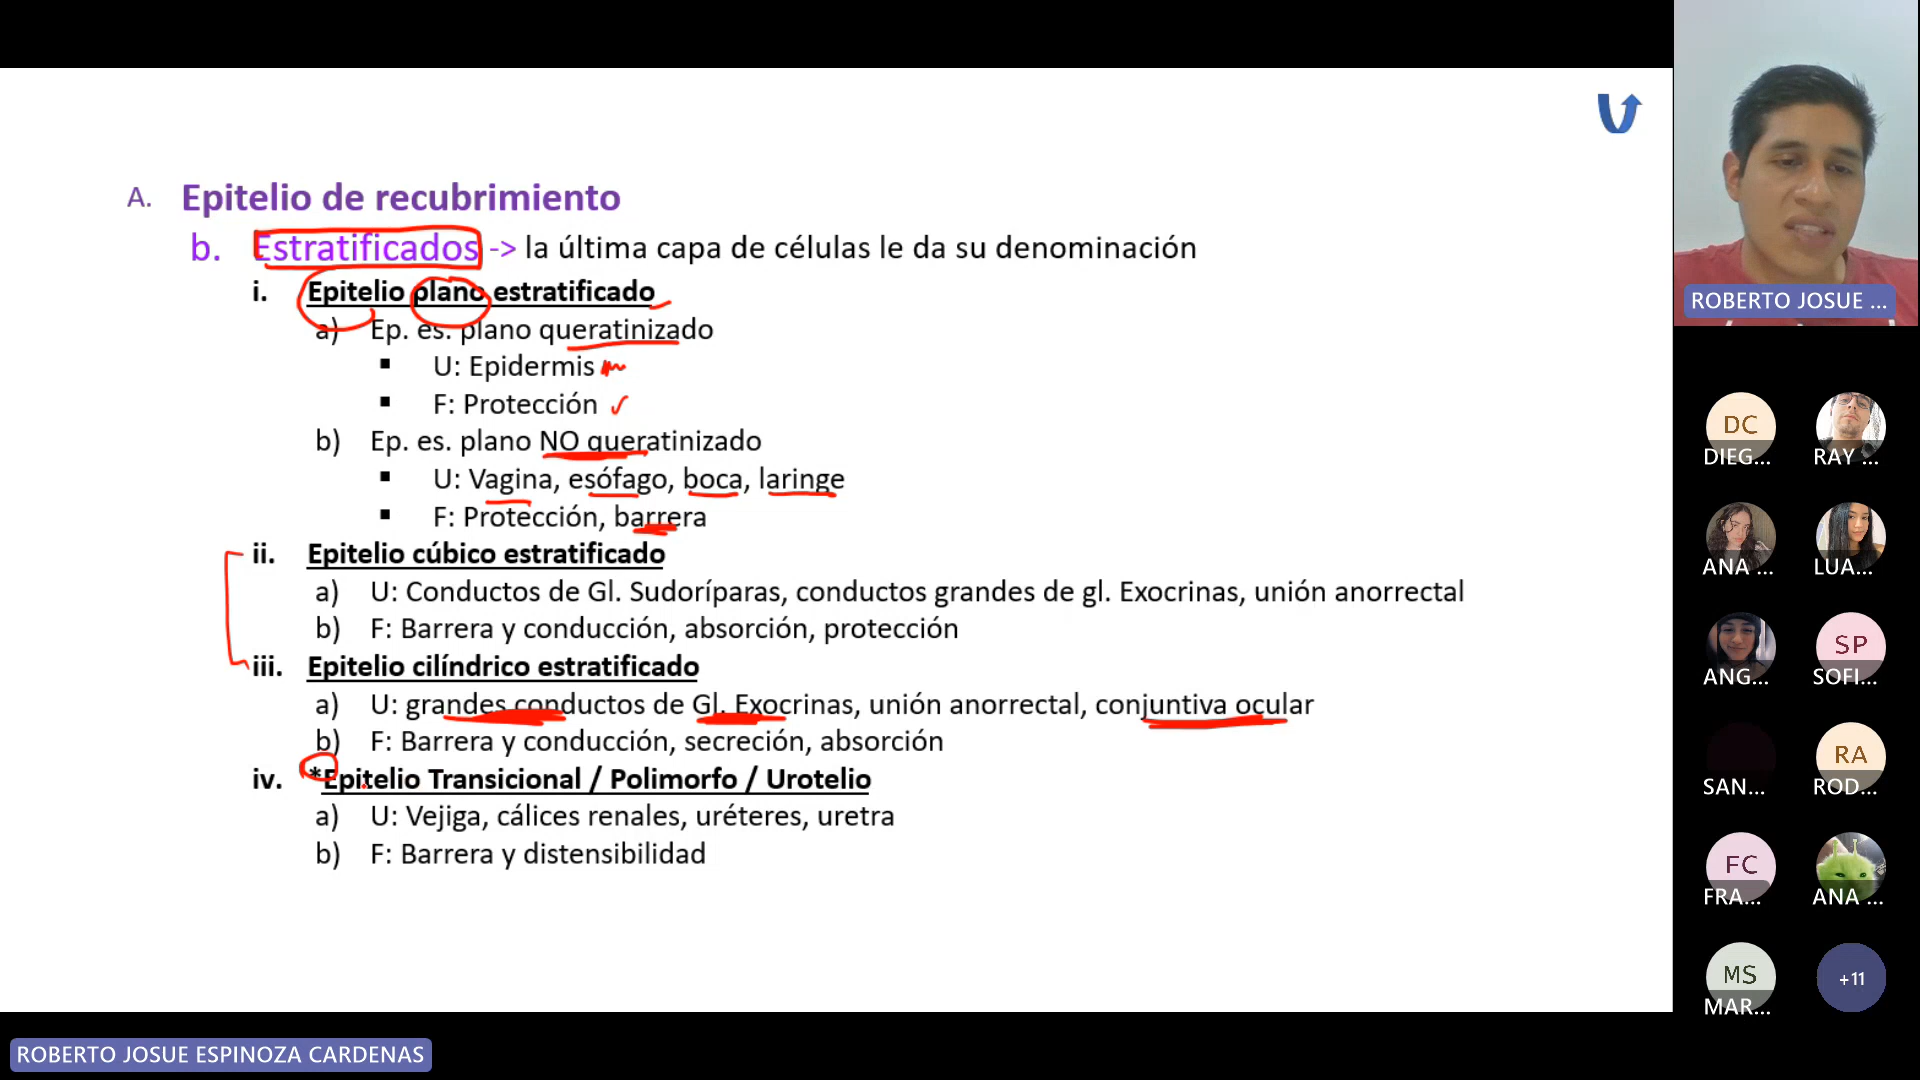 A. Epitelio de recubrimiento
b. Estratificados -> la última capa de células le da su denominación
i. Epitelio plano estratificado
a) Ep. es. plano queratinizado
▪ U: Epidermis
▪ F: Protección
b) Ep. es. plano NO queratinizado
▪ U: Vagina, esófago, boca, laringe
▪ F: Protección, barrera
ii. Epitelio cúbico estratificado
a) U: Conductos de Gl. Sudoríparas, conductos grandes de gl. Exocrinas, unión anorrectal
b) F: Barrera y conducción, absorción, protección
iii. Epitelio cilíndrico estratificado
a) U: grandes conductos de Gl. Exocrinas, unión anorrectal, conjuntiva ocular
b) F: Barrera y conducción, secreción, absorción
iv. *Epitelio Transicional / Polimorfo / Urotelio
a) U: Vejiga, cálices renales, uréteres, uretra
b) F: Barrera y distensibilidad
ROBERTO JOSUE ESPINOZA CARDENAS
ROBERTO JOSUE ...
DC
DIEG...
RAY ...
ANA ...
LUA...
ANG...
SP
SOFI...
SAN...
RA
ROD...
FC
FRA...
ANA ...
MS
MAR...
+11